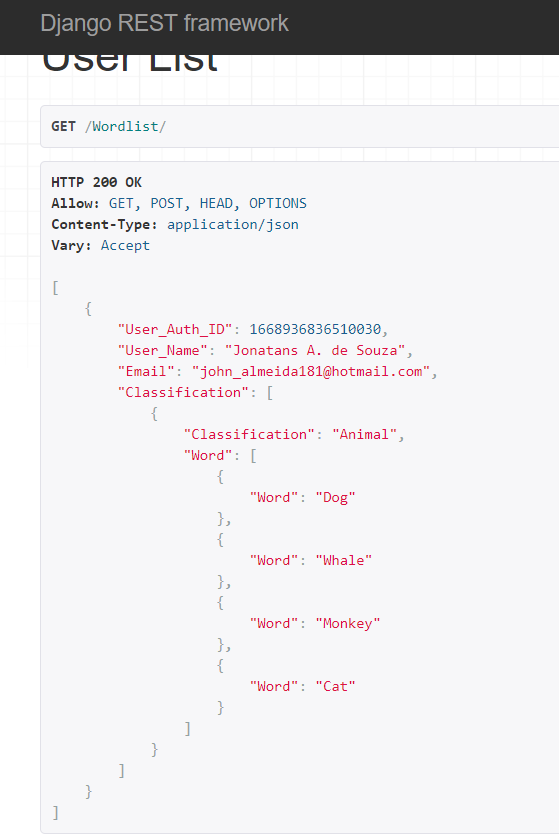 Django REST framework
User List
GET /Wordlist/
HTTP 200 OK
Allow: GET, POST, HEAD, OPTIONS
Content-Type: application/json
Vary: Accept
[
    {
        "User_Auth_ID": 1668936836510030,
        "User_Name": "Jonatans A. de Souza",
        "Email": "john_almeida181@hotmail.com",
        "Classification": [
            {
                "Classification": "Animal",
                "Word": [
                    {
                        "Word": "Dog"
                    },
                    {
                        "Word": "Whale"
                    },
                    {
                        "Word": "Monkey"
                    },
                    {
                        "Word": "Cat"
                    }
                ]
            }
        ]
    }
]